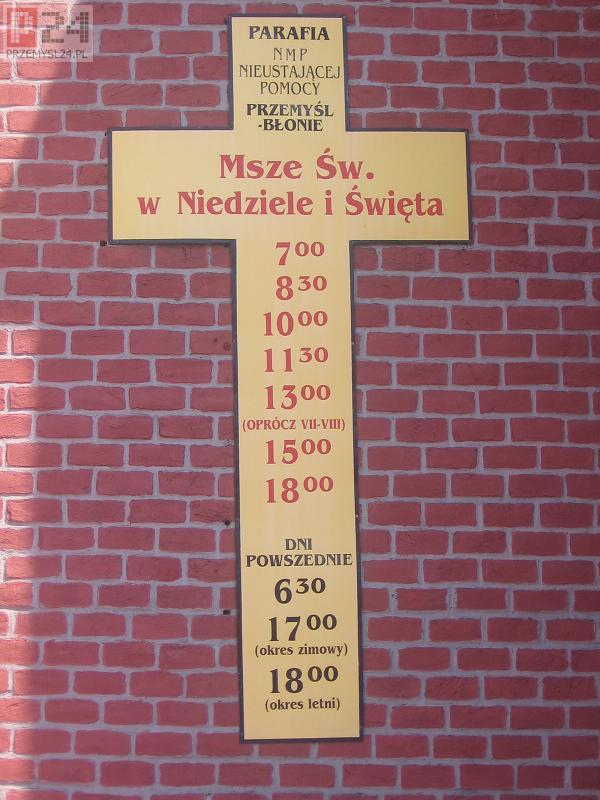 P24
PRZEMYSL24.PL
PARAFIA
NMP
NIEUSTAJĄCEJ
POMOCY
PRZEMYŚL
-BŁONIE
Msze Św.
w Niedziele i Święta
7⁰⁰
8³⁰
10⁰⁰
11³⁰
13⁰⁰
(OPRÓCZ VII-VIII)
15⁰⁰
18⁰⁰
DNI
POWSZEDNIE
6³⁰
17⁰⁰
(okres zimowy)
18⁰⁰
(okres letni)